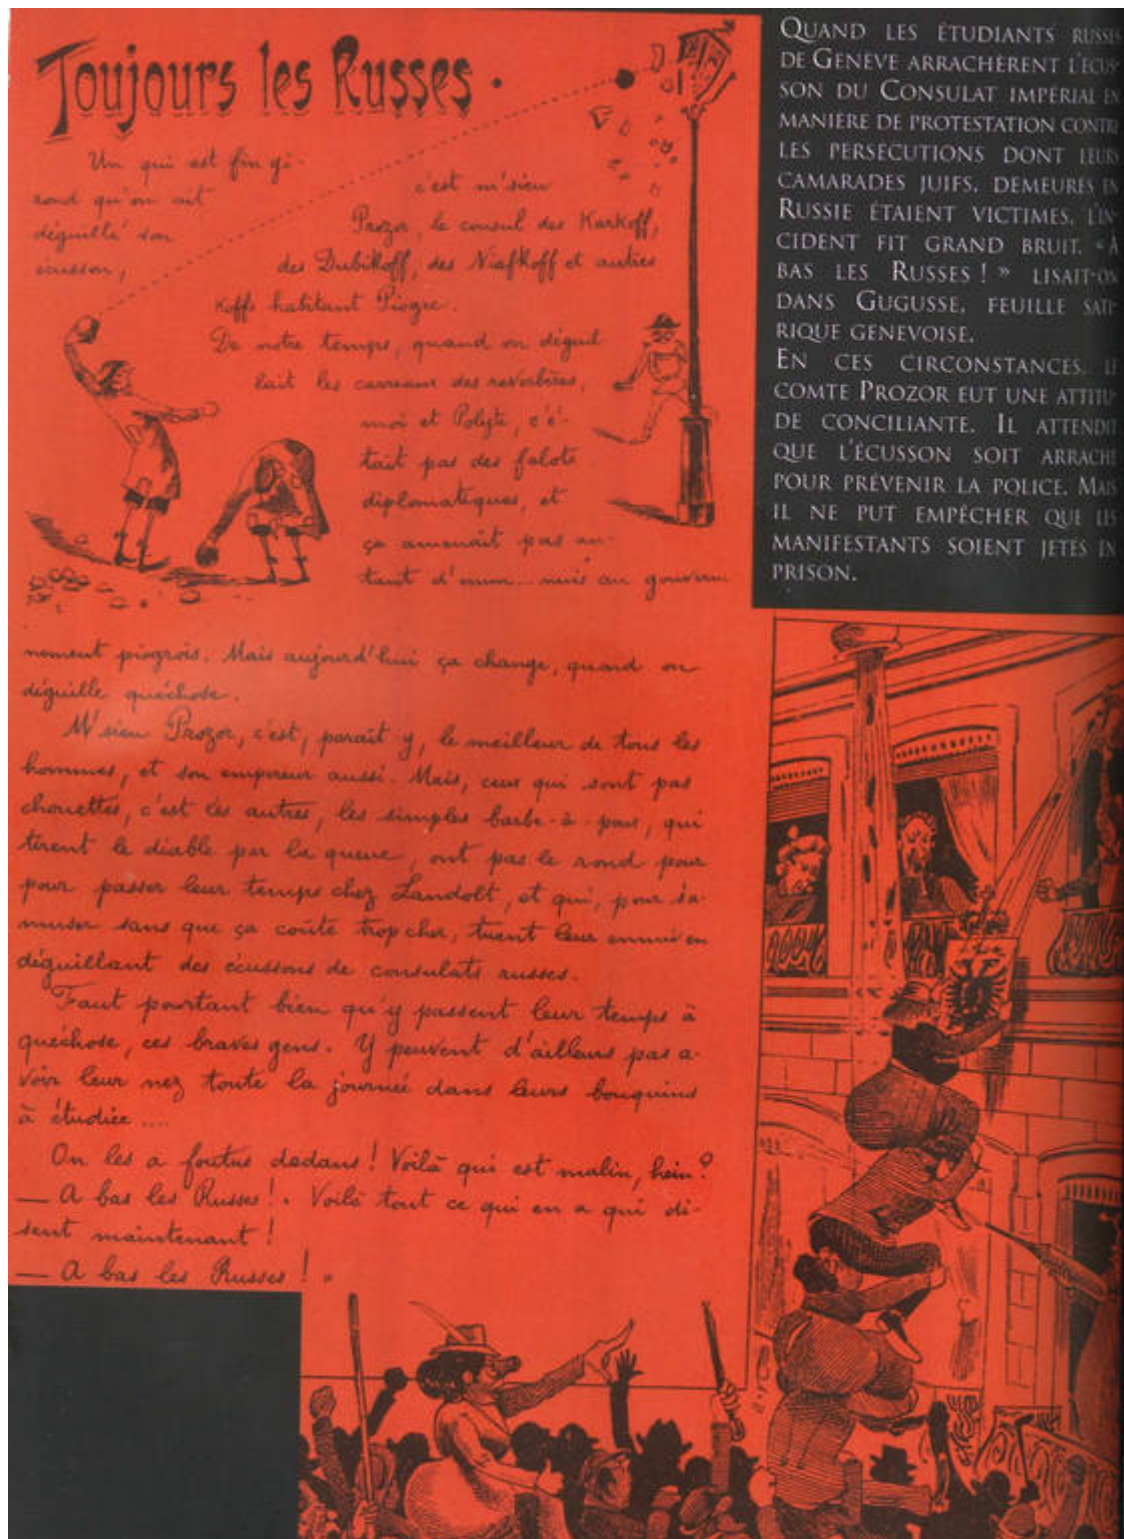 Toujours les Russes.
Un qui est fin gi-
rond qu'on ait
déguillé son
écusson,
c'est m'sieu
Prozor, le consul des Karkoff,
des Dubikoff, des Niafkoff et autres
koffs habitant Piogre.
De notre temps, quand on déguil
lait les carreaux des réverbères,
moi et Polyte, c'é-
tait pas des falots
diplomatiques, et
ça amenait pas au-
tant d'ennui au gouver
nement piogrois. Mais aujourd'hui ça change, quand on
déguille quéchose.
M'sieu Prozor, c'est, paraît y, le meilleur de tous les
hommes, et son empereur aussi. Mais, ceux qui sont pas
chouettes, c'est les autres, les simples barbe-à-poux, qui
tirent le diable par la queue, ont pas le rond pour
pour passer leur temps chez Landolt, et qui, pour s'a-
muser sans que ça coûte trop cher, tuent leur ennui en
déguillant des écussons de consulats russes.
Faut pourtant bien qu'y passent leur temps à
quéchose, ces braves gens. Y peuvent d'ailleurs pas a-
voir leur nez toute la journée dans leurs bouquins
à étudier....
On les a foutus dedans! Voilà qui est malin, hein?
— A bas les Russes!. Voilà tout ce qui en a qui di-
sent maintenant!
— A bas les Russes! »
QUAND LES ÉTUDIANTS RUSSES
DE GENÈVE ARRACHÈRENT L'ÉCUS-
SON DU CONSULAT IMPÉRIAL EN
MANIÈRE DE PROTESTATION CONTRE
LES PERSÉCUTIONS DONT LEURS
CAMARADES JUIFS, DEMEURÉS EN
RUSSIE ÉTAIENT VICTIMES, L'IN-
CIDENT FIT GRAND BRUIT. « À
BAS LES RUSSES ! » LISAIT-ON
DANS GUGUSSE, FEUILLE SATI-
RIQUE GENEVOISE.
EN CES CIRCONSTANCES, LE
COMTE PROZOR EUT UNE ATTITU-
DE CONCILIANTE. IL ATTENDIT
QUE L'ÉCUSSON SOIT ARRACHÉ
POUR PRÉVENIR LA POLICE. MAIS
IL NE PUT EMPÊCHER QUE LES
MANIFESTANTS SOIENT JETÉS EN
PRISON.